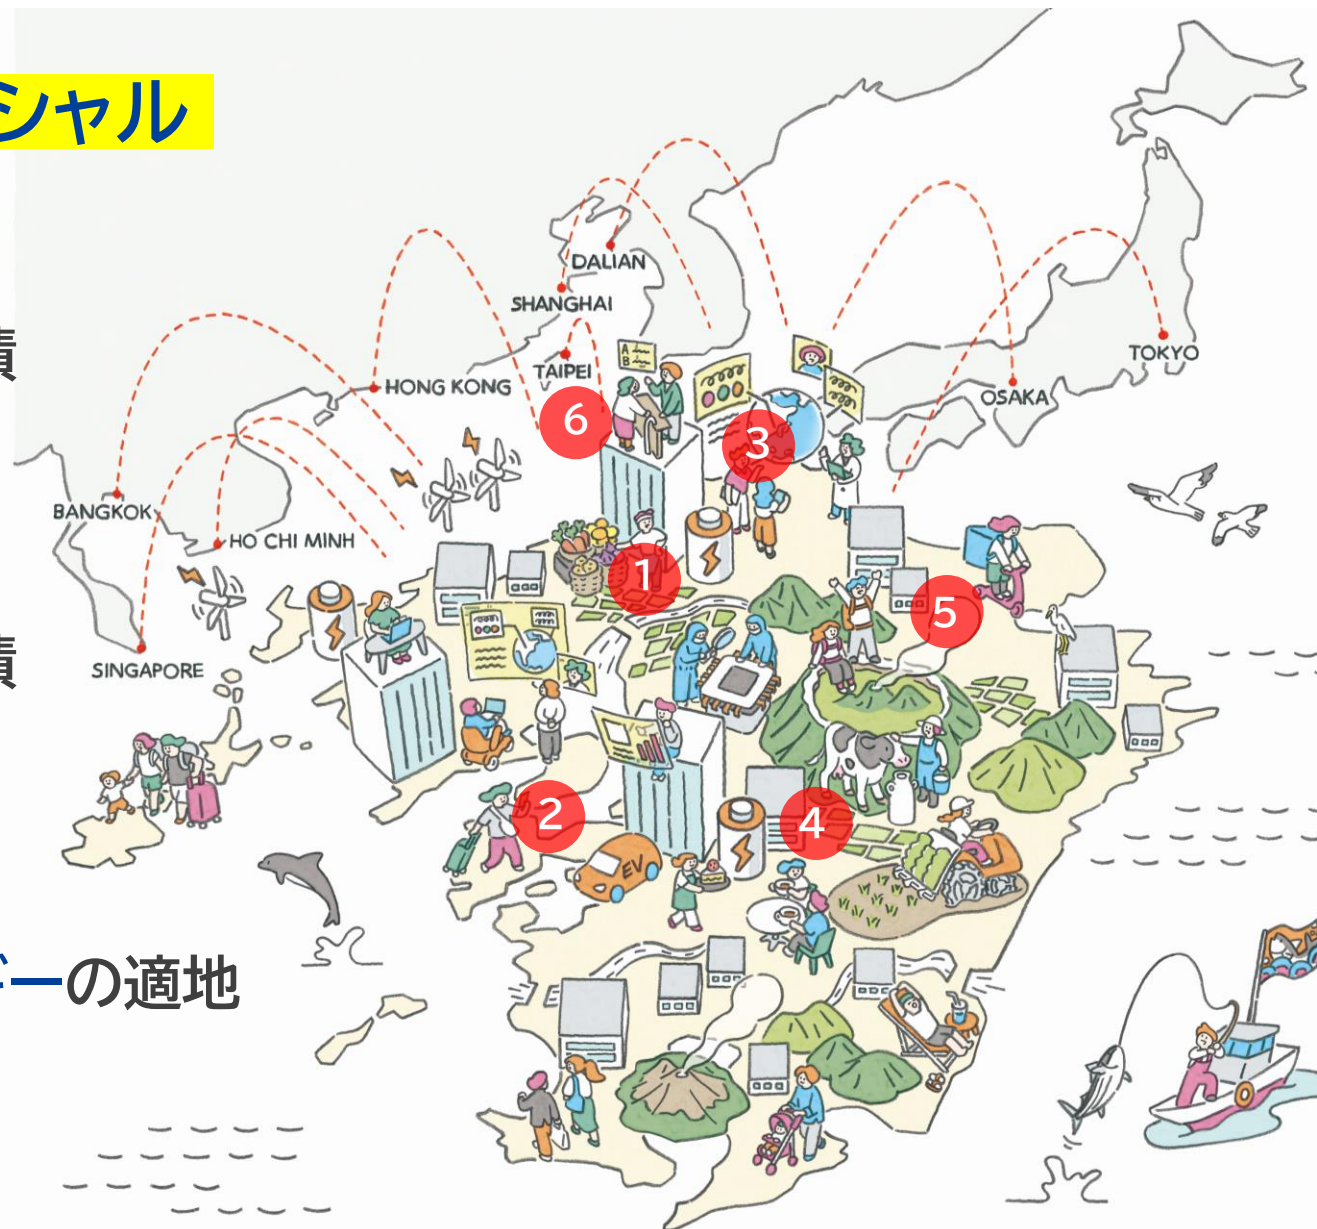 シャル
積
積
ーの適地
DALIAN
SHANGHAI
TAIPEI
HONG KONG
BANGKOK
HO CHI MINH
SINGAPORE
TOKYO
OSAKA
A
B
6
3
1
5
2
4
EV